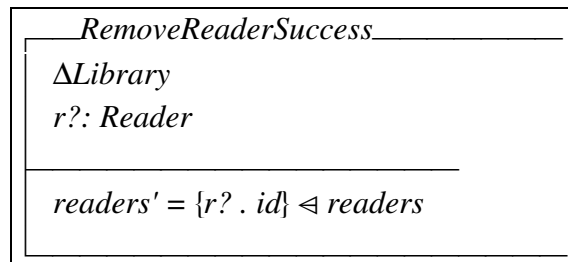 RemoveReaderSuccess
ΔLibrary
r?: Reader
readers' = {r? . id} ⩤ readers